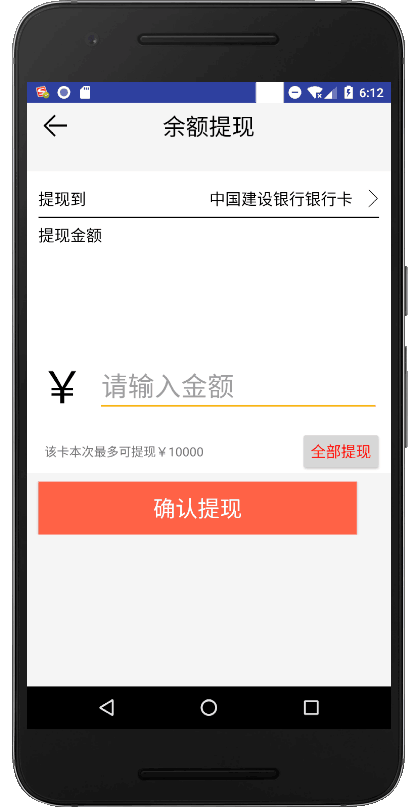 6:12
余额提现
提现到 中国建设银行银行卡
提现金额
￥ 请输入金额
该卡本次最多可提现￥10000 全部提现
确认提现